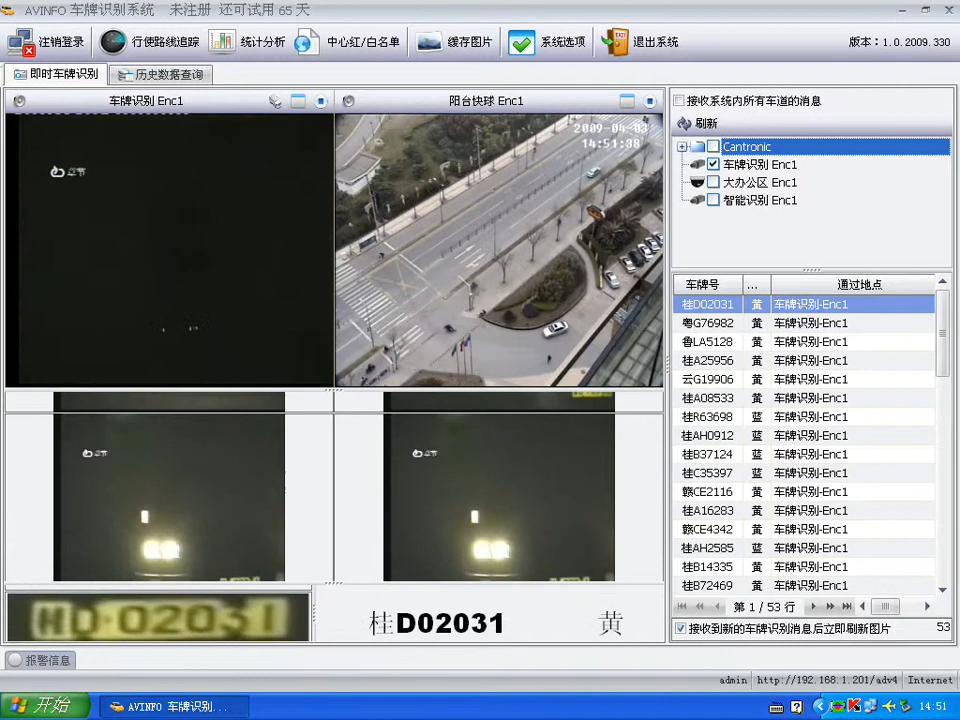 AVINFO 车牌识别系统 未注册 还可试用 65 天
注销登录 行使路线追踪 统计分析 中心红/白名单 缓存图片 系统选项 退出系统 版本：1.0.2009.330
即时车牌识别 历史数据查询
车牌识别 Enc1
阳台快球 Enc1
2009-04-03
14:51:38
接收系统内所有车道的消息
刷新
Cantronic
车牌识别 Enc1
大办公区 Enc1
智能识别 Enc1
车牌号 ... 通过地点
桂D02031 黄 车牌识别-Enc1
粤G76982 黄 车牌识别-Enc1
鲁LA5128 黄 车牌识别-Enc1
桂A25956 黄 车牌识别-Enc1
云G19906 黄 车牌识别-Enc1
桂A08533 黄 车牌识别-Enc1
桂R63698 蓝 车牌识别-Enc1
桂AH0912 蓝 车牌识别-Enc1
桂B37124 蓝 车牌识别-Enc1
桂C35397 蓝 车牌识别-Enc1
赣CE2116 黄 车牌识别-Enc1
桂A16283 黄 车牌识别-Enc1
赣CE4342 黄 车牌识别-Enc1
桂AH2585 蓝 车牌识别-Enc1
桂B14335 黄 车牌识别-Enc1
桂B72469 黄 车牌识别-Enc1
第 1 / 53 行
接收到新的车牌识别消息后立即刷新图片 53
02031
桂D02031 黄
报警信息
admin http://192.168.1.201/adv4 Internet
开始 AVINFO 车牌识别... 14:51